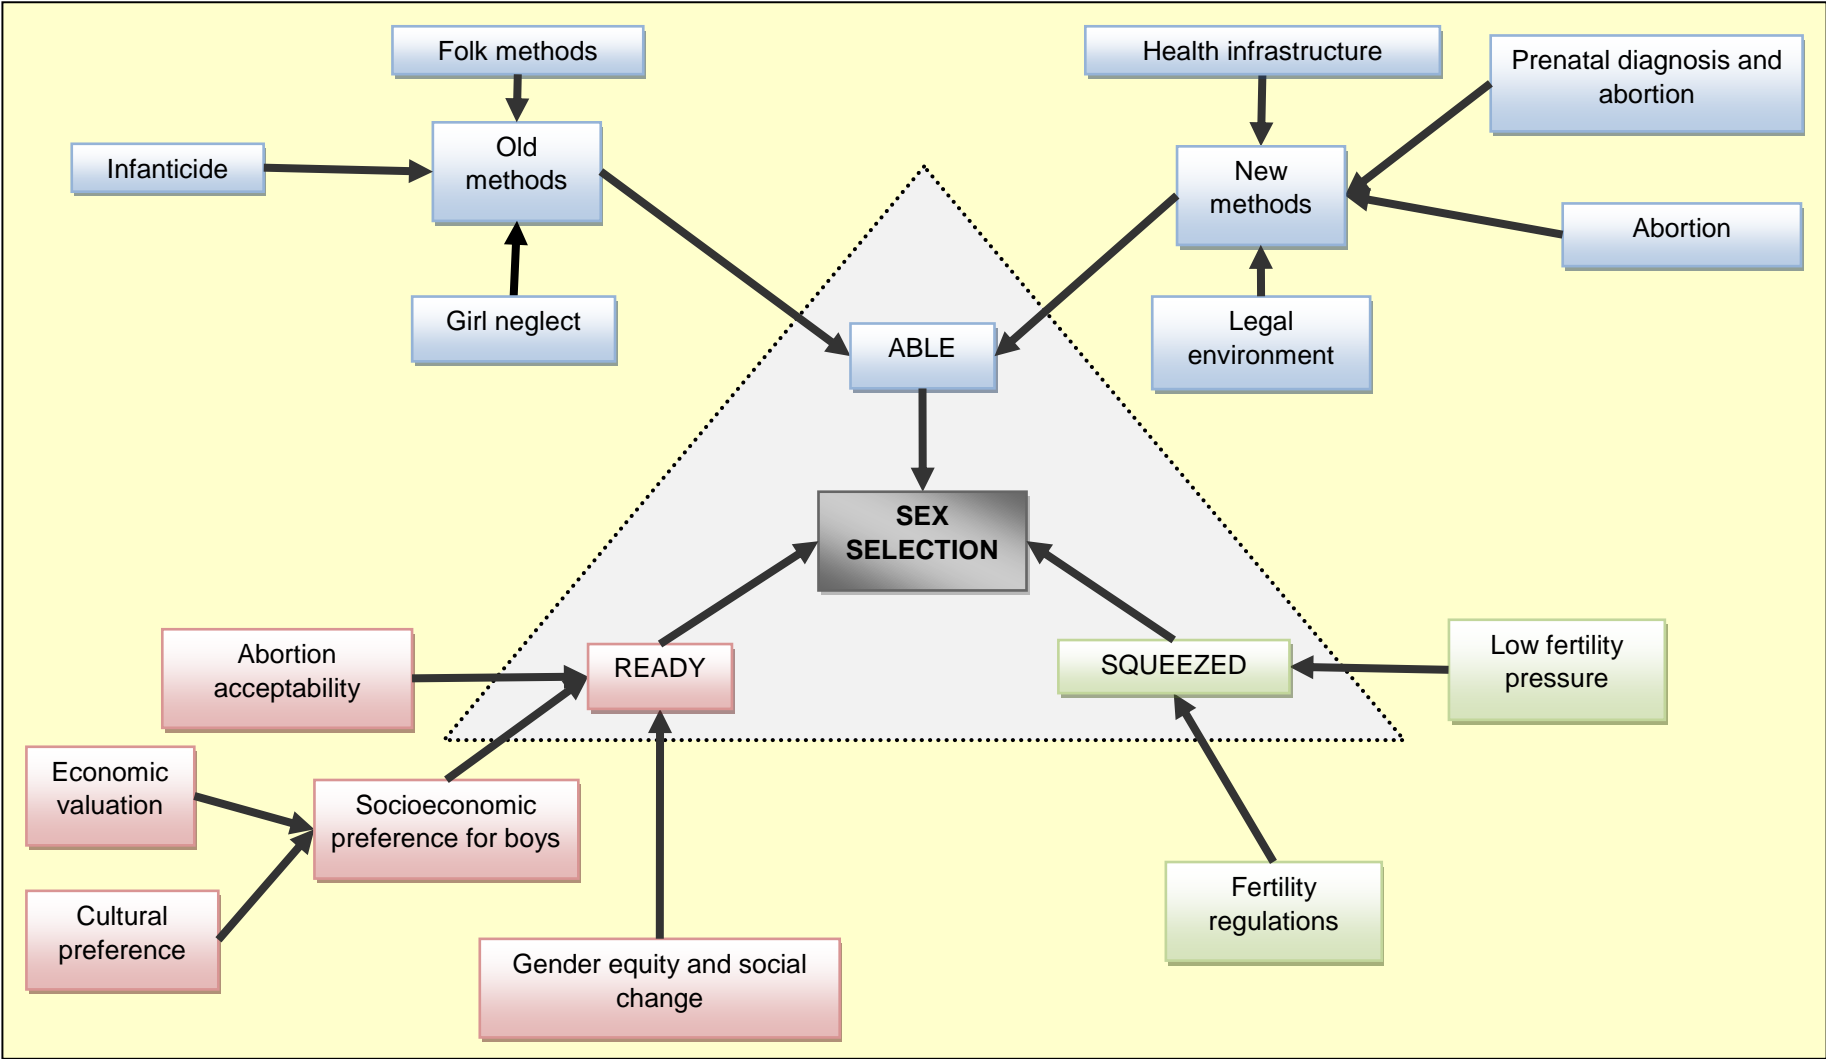 Folk methods
Health infrastructure
Prenatal diagnosis and
abortion
Infanticide
Old
methods
New
methods
Abortion
Girl neglect
ABLE
Legal
environment
SEX
SELECTION
Abortion
acceptability
READY
SQUEEZED
Low fertility
pressure
Economic
valuation
Socioeconomic
preference for boys
Cultural
preference
Gender equity and social
change
Fertility
regulations